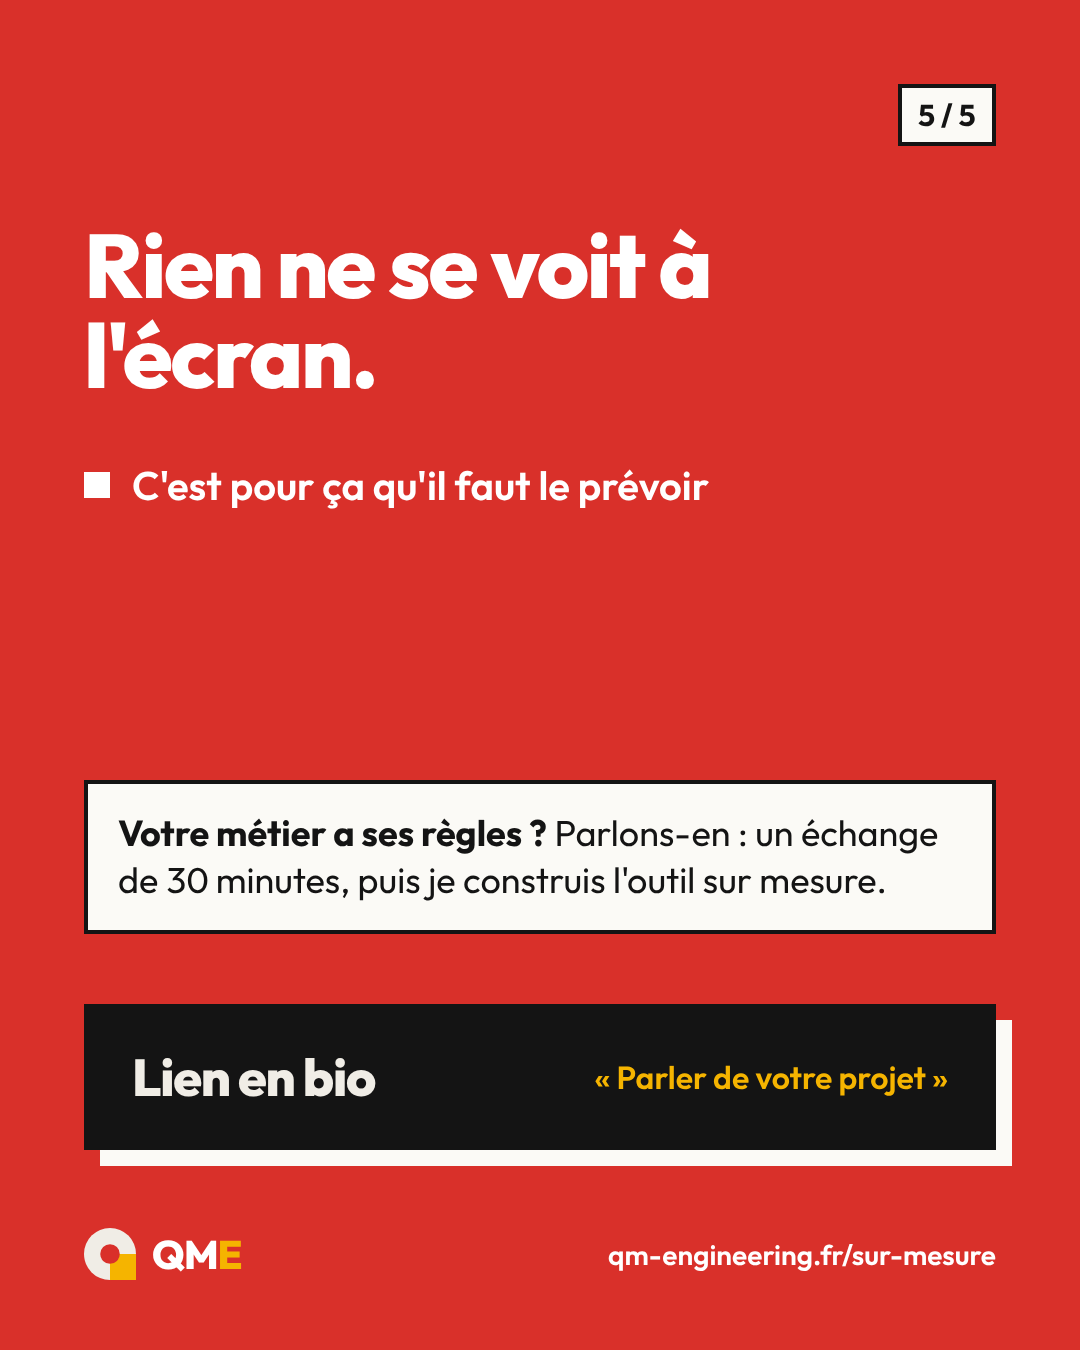 5 / 5
Rien ne se voit à
l'écran.
C'est pour ça qu'il faut le prévoir
Votre métier a ses règles ? Parlons-en : un échange
de 30 minutes, puis je construis l'outil sur mesure.
Lien en bio
« Parler de votre projet »
QME
qm-engineering.fr/sur-mesure